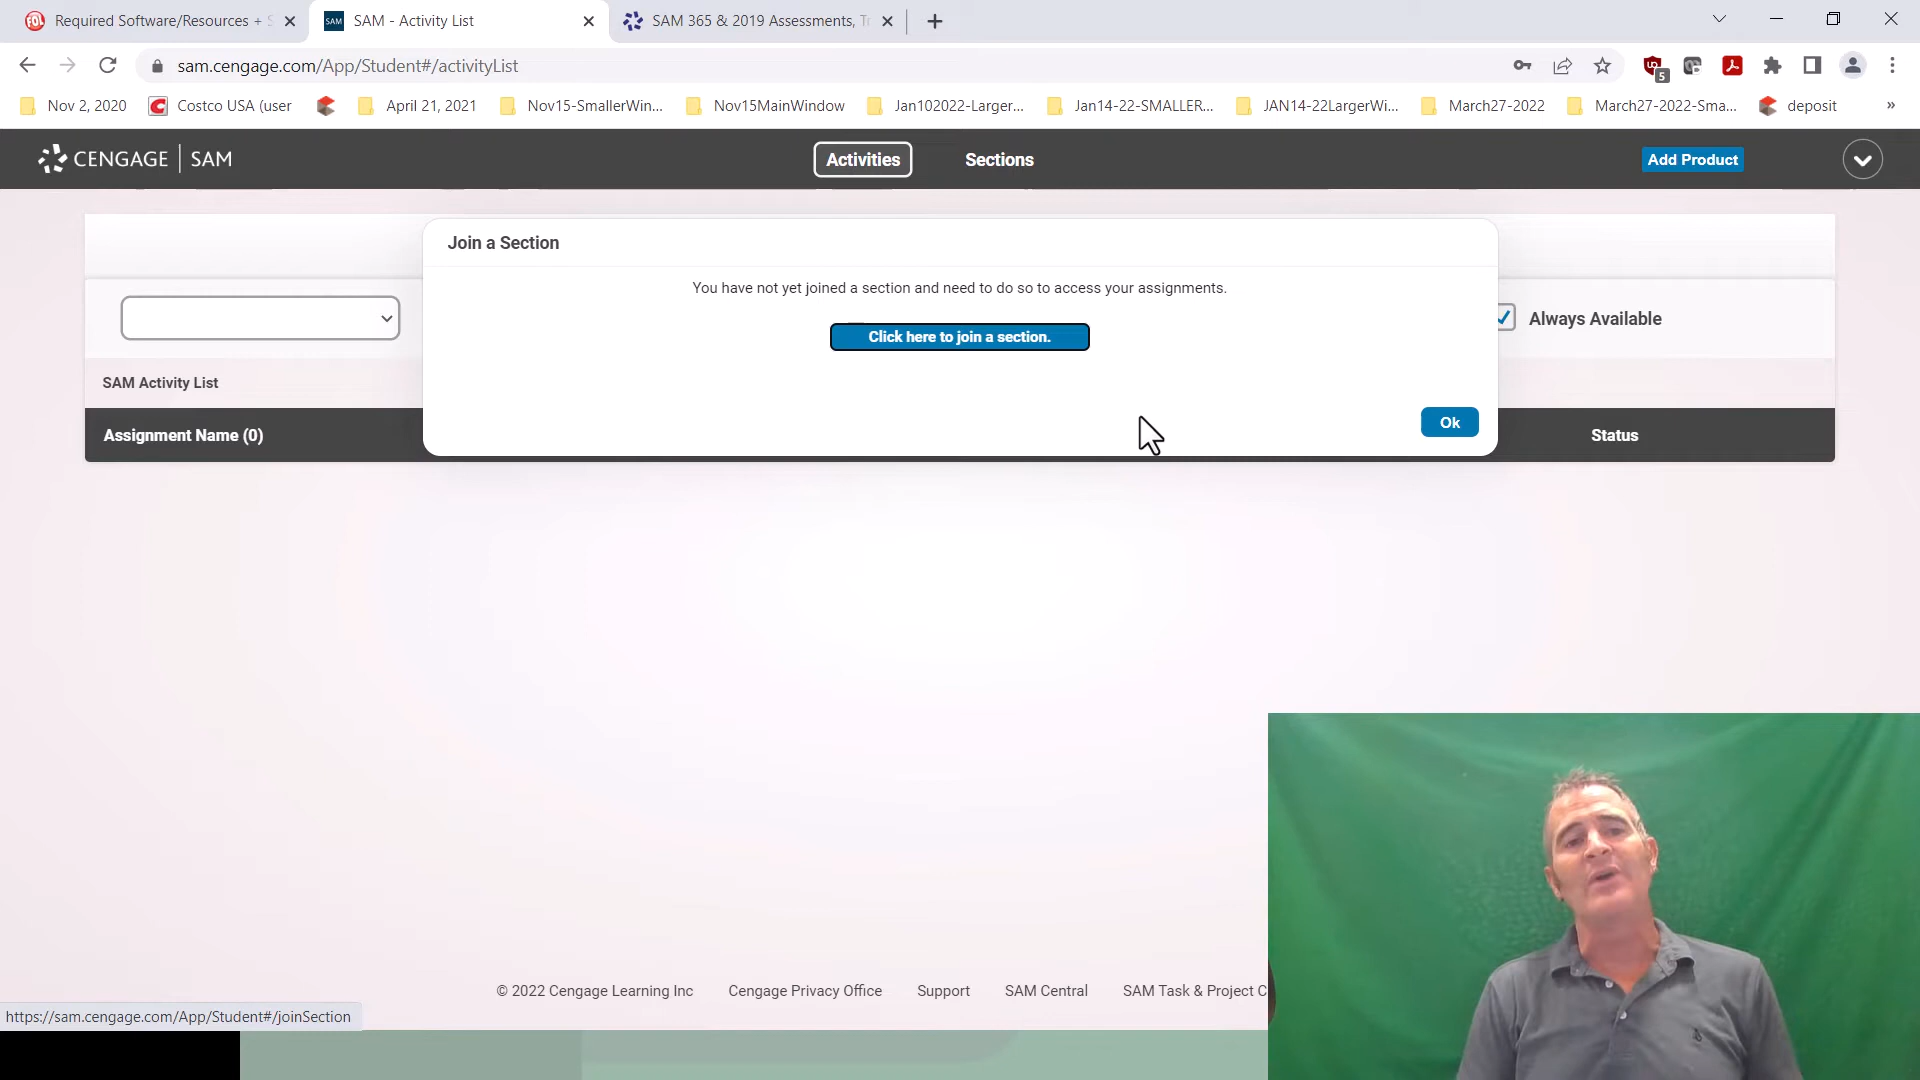 Required Software/Resources + S
SAM - Activity List
SAM 365 & 2019 Assessments, Tr
sam.cengage.com/App/Student#/activityList
5
Nov 2, 2020
Costco USA (user
April 21, 2021
Nov15-SmallerWin...
Nov15MainWindow
Jan102022-Larger...
Jan14-22-SMALLER...
JAN14-22LargerWi...
March27-2022
March27-2022-Sma...
deposit
»
CENGAGE | SAM
Activities
Sections
Add Product
Join a Section
You have not yet joined a section and need to do so to access your assignments.
Click here to join a section.
Always Available
SAM Activity List
Ok
Assignment Name (0)
Status
© 2022 Cengage Learning Inc
Cengage Privacy Office
Support
SAM Central
SAM Task & Project C
https://sam.cengage.com/App/Student#/joinSection